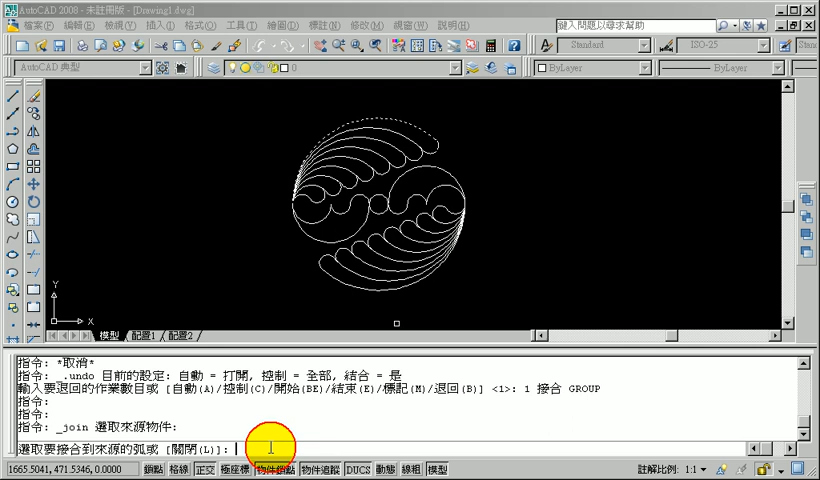 AutoCAD 2008 - 未註冊版 - [Drawing1.dwg]
檔案(F) 編輯(E) 檢視(V) 插入(I) 格式(O) 工具(T) 繪圖(D) 標註(N) 修改(M) 視窗(W) 說明(H) 鍵入問題以尋求幫助
Standard ISO-25 Stan
AutoCAD 典型 0 ByLayer ByLayer
Y
X
模型 配置1 配置2
指令: *取消*
指令: _.undo 目前的設定: 自動 = 打開, 控制 = 全部, 結合 = 是
輸入要退回的作業數目或 [自動(A)/控制(C)/開始(BE)/結束(E)/標記(M)/退回(B)] <1>: 1 接合 GROUP
指令:
指令:
指令: _join 選取來源物件:
選取要接合到來源的弧或 [關閉(L)]:
1665.5041, 471.5346, 0.0000 鎖點 格線 正交 極座標 物件鎖點 物件追蹤 DUCS 動態 線粗 模型 註解比例: 1:1